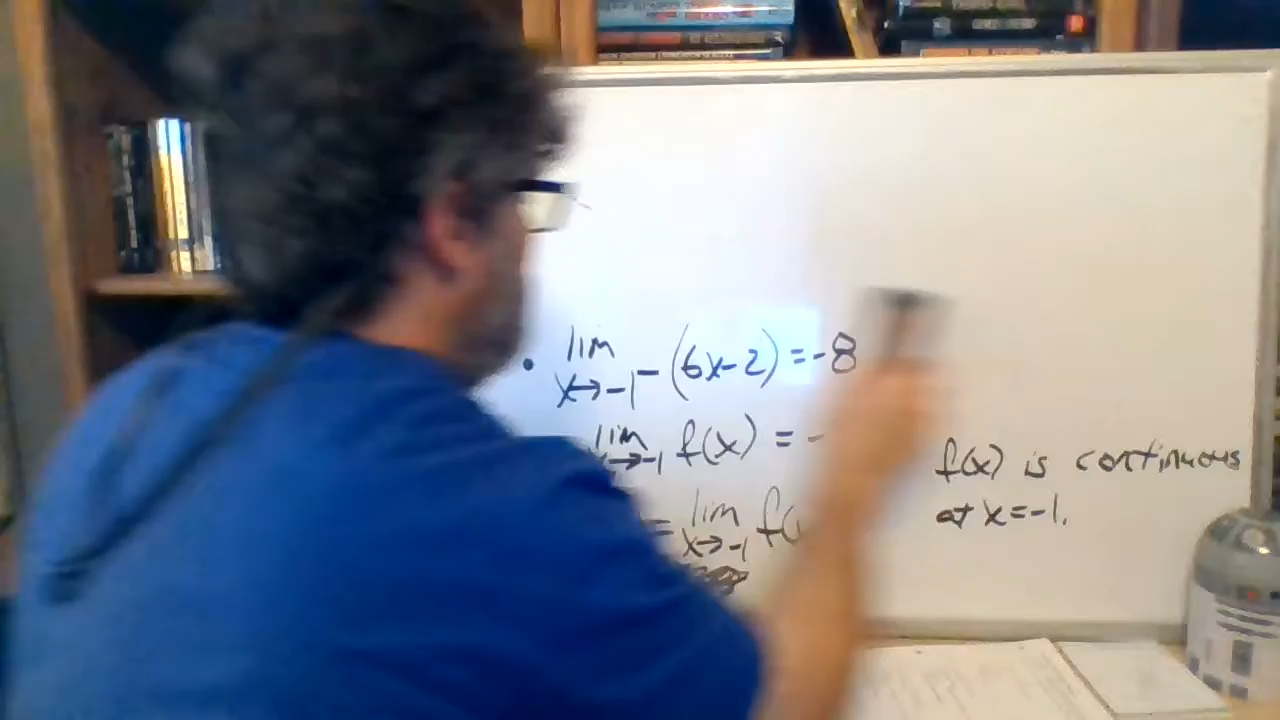 • lim x→-1⁻ (6x-2) = -8
lim x→-1 f(x) = -
= lim x→-1 f(
f(x) is continuous
at x=-1.